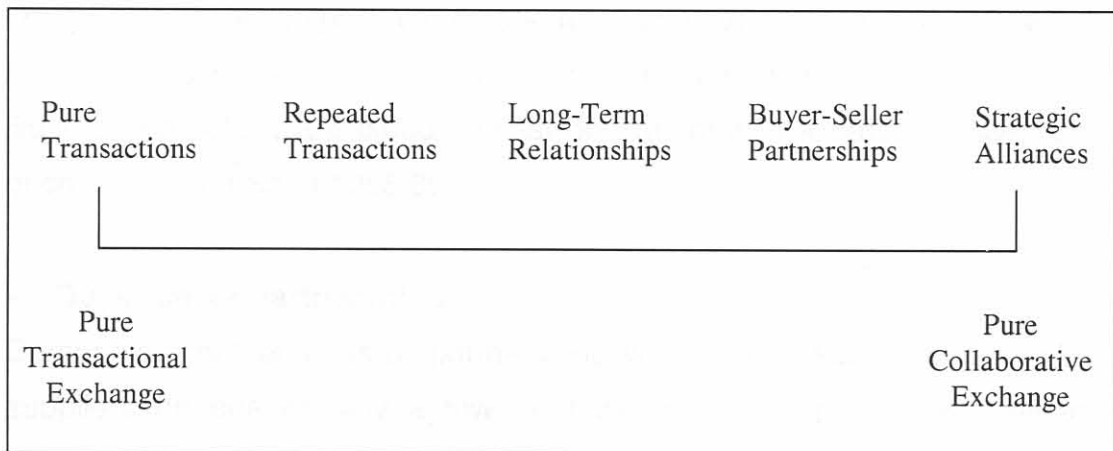 Pure
Transactions
Repeated
Transactions
Long-Term
Relationships
Buyer-Seller
Partnerships
Strategic
Alliances
Pure
Transactional
Exchange
Pure
Collaborative
Exchange